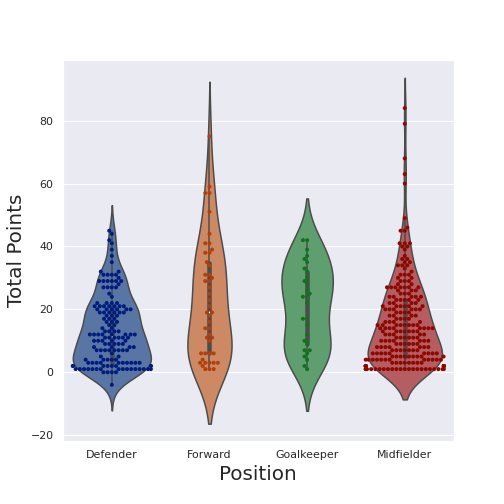 Total Points
80
60
40
20
0
−20
Defender
Forward
Goalkeeper
Midfielder
Position